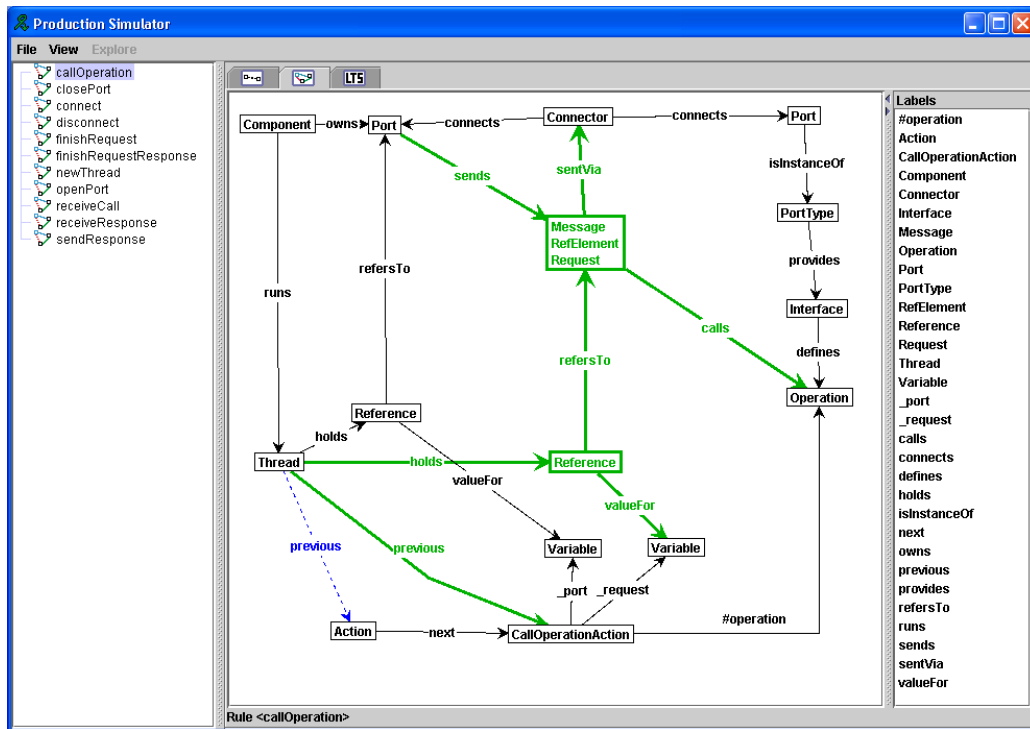 Production Simulator
File View Explore
callOperation
closePort
connect
disconnect
finishRequest
finishRequestResponse
newThread
openPort
receiveCall
receiveResponse
sendResponse
LTS
Component
owns
Port
connects
Connector
connects
Port
sends
sentVia
isInstanceOf
Message
RefElement
Request
PortType
refersTo
provides
runs
Interface
calls
refersTo
defines
Operation
Reference
holds
Thread
holds
Reference
valueFor
valueFor
previous
previous
Variable
Variable
_port
_request
#operation
Action
next
CallOperationAction
Rule <callOperation>
Labels
#operation
Action
CallOperationAction
Component
Connector
Interface
Message
Operation
Port
PortType
RefElement
Reference
Request
Thread
Variable
_port
_request
calls
connects
defines
holds
isInstanceOf
next
owns
previous
provides
refersTo
runs
sends
sentVia
valueFor